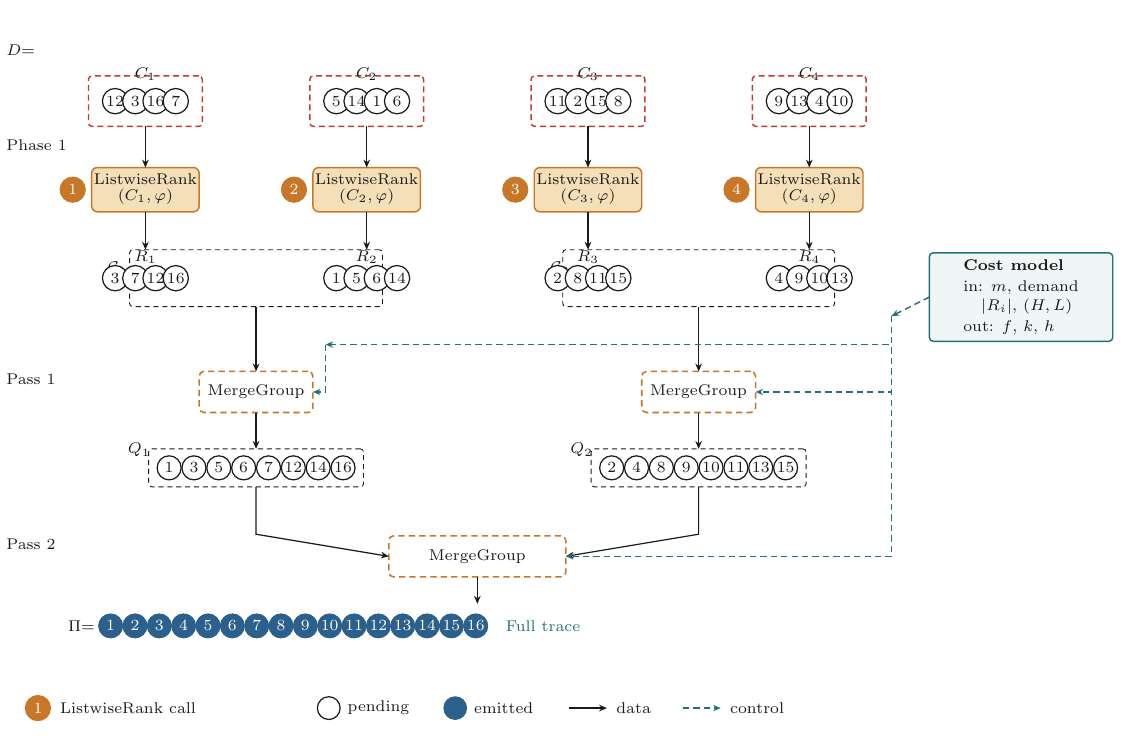 D=
C₁ C₂ C₃ C₄
12 3 16 7 5 14 1 6 11 2 15 8 9 13 4 10
Phase 1
1 ListwiseRank 2 ListwiseRank 3 ListwiseRank 4 ListwiseRank
(C₁, φ) (C₂, φ) (C₃, φ) (C₄, φ)
R₁ R₂ R₃ R₄
3 7 12 16 1 5 6 14 2 8 11 15 4 9 10 13
Cost model
in: m, demand
|Rᵢ|, (H, L)
out: f, k, h
Pass 1
MergeGroup MergeGroup
Q₁ Q₂
1 3 5 6 7 12 14 16 2 4 8 9 10 11 13 15
Pass 2
MergeGroup
Π= 1 2 3 4 5 6 7 8 9 10 11 12 13 14 15 16 Full trace
1 ListwiseRank call pending emitted data control